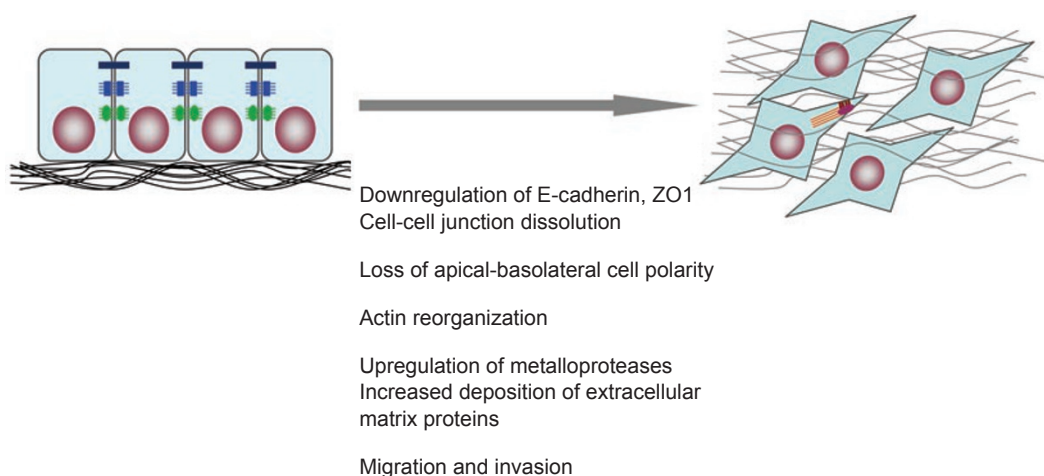 Downregulation of E-cadherin, ZO1
Cell-cell junction dissolution
Loss of apical-basolateral cell polarity
Actin reorganization
Upregulation of metalloproteases
Increased deposition of extracellular
matrix proteins
Migration and invasion